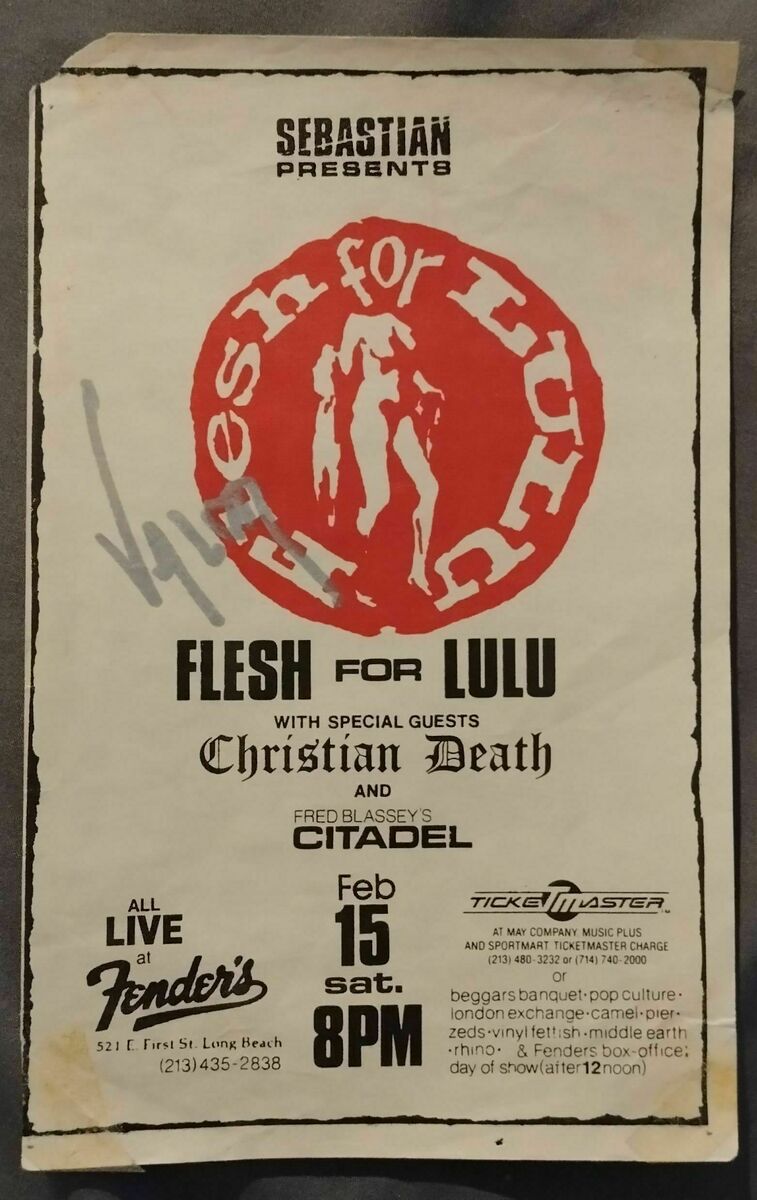 SEBASTIAN
PRESENTS
Flesh for LULU
FLESH FOR LULU
WITH SPECIAL GUESTS
Christian Death
AND
FRED BLASSEY'S
CITADEL
ALL
LIVE
at
Fender's
521 E. First St. Long Beach
(213) 435-2838
Feb
15
sat.
8PM
TICKETMASTER
AT MAY COMPANY MUSIC PLUS
AND SPORTMART TICKETMASTER CHARGE
(213) 480-3232 or (714) 740-2000
or
beggars banquet·pop culture·
london exchange·camel·pier·
zeds·vinyl fettish·middle earth
·rhino· & Fenders box-office;
day of show(after 12noon)